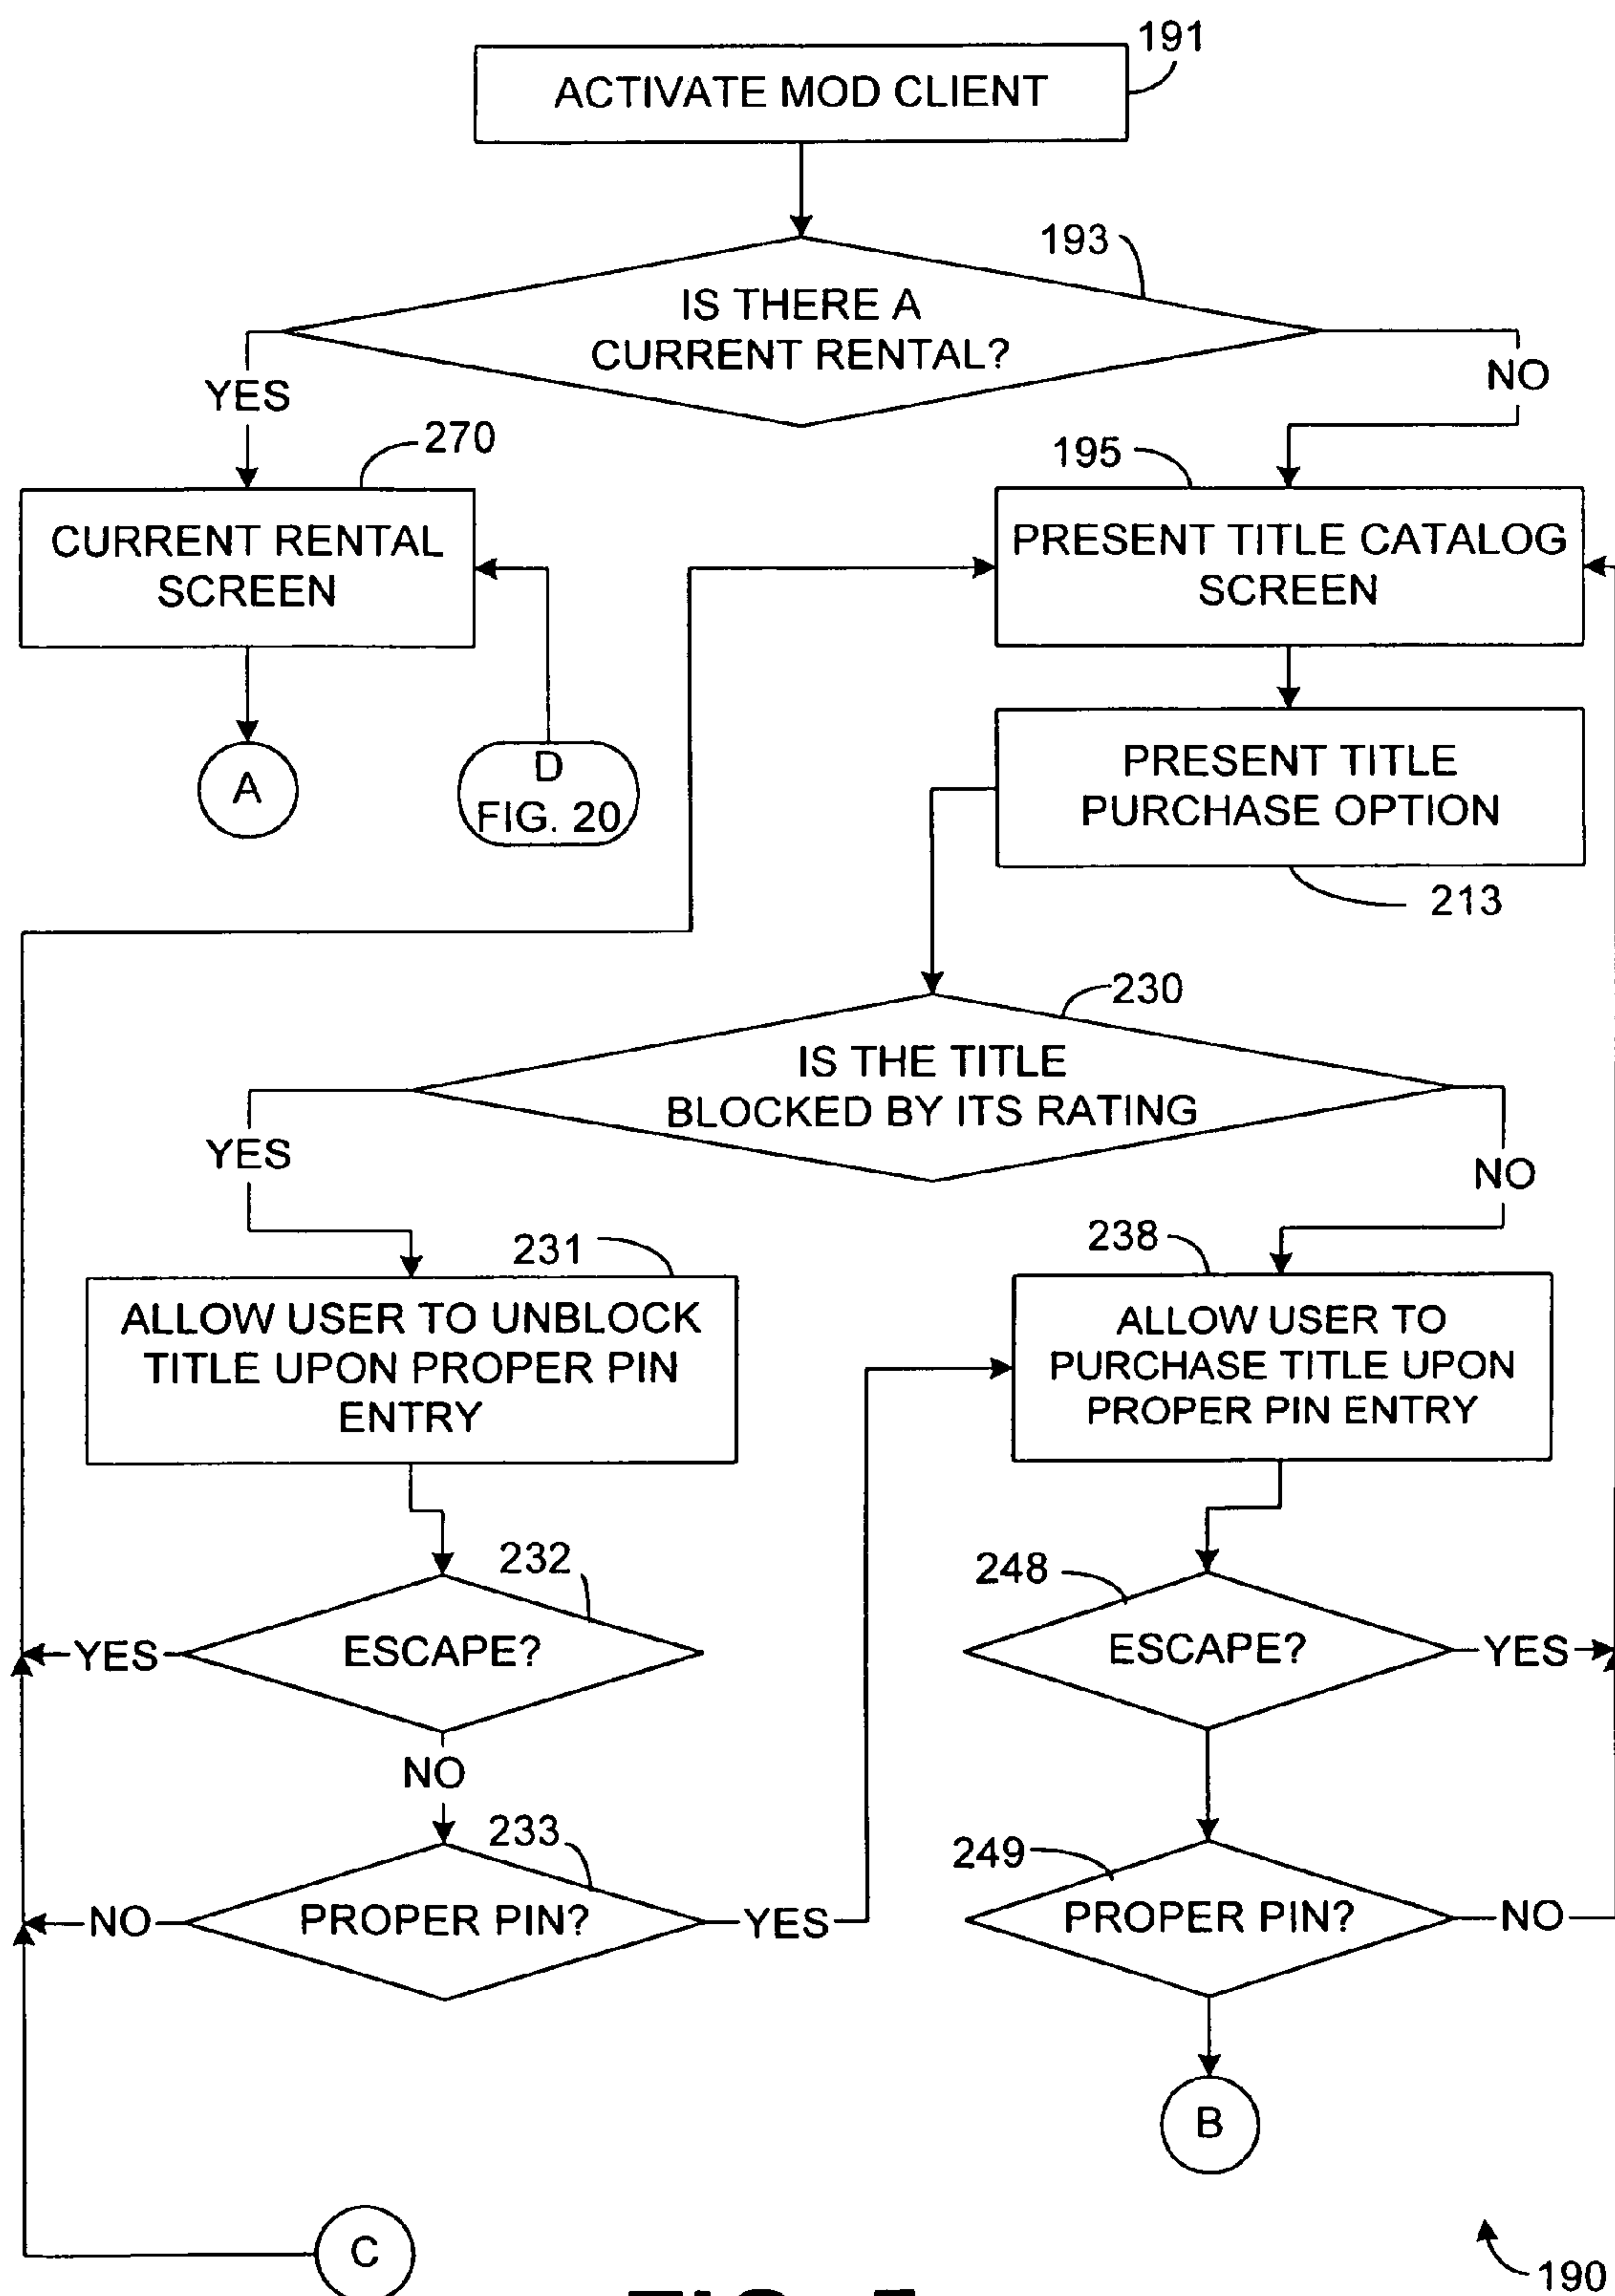 191
ACTIVATE MOD CLIENT
193
IS THERE A
CURRENT RENTAL?
YES
NO
270
195
CURRENT RENTAL
SCREEN
PRESENT TITLE CATALOG
SCREEN
A
D
FIG. 20
PRESENT TITLE
PURCHASE OPTION
213
230
IS THE TITLE
BLOCKED BY ITS RATING
YES
NO
231
238
ALLOW USER TO UNBLOCK
TITLE UPON PROPER PIN
ENTRY
ALLOW USER TO
PURCHASE TITLE UPON
PROPER PIN ENTRY
232
248
YES
ESCAPE?
ESCAPE?
YES
NO
233
249
NO
PROPER PIN?
YES
PROPER PIN?
NO
B
C
190